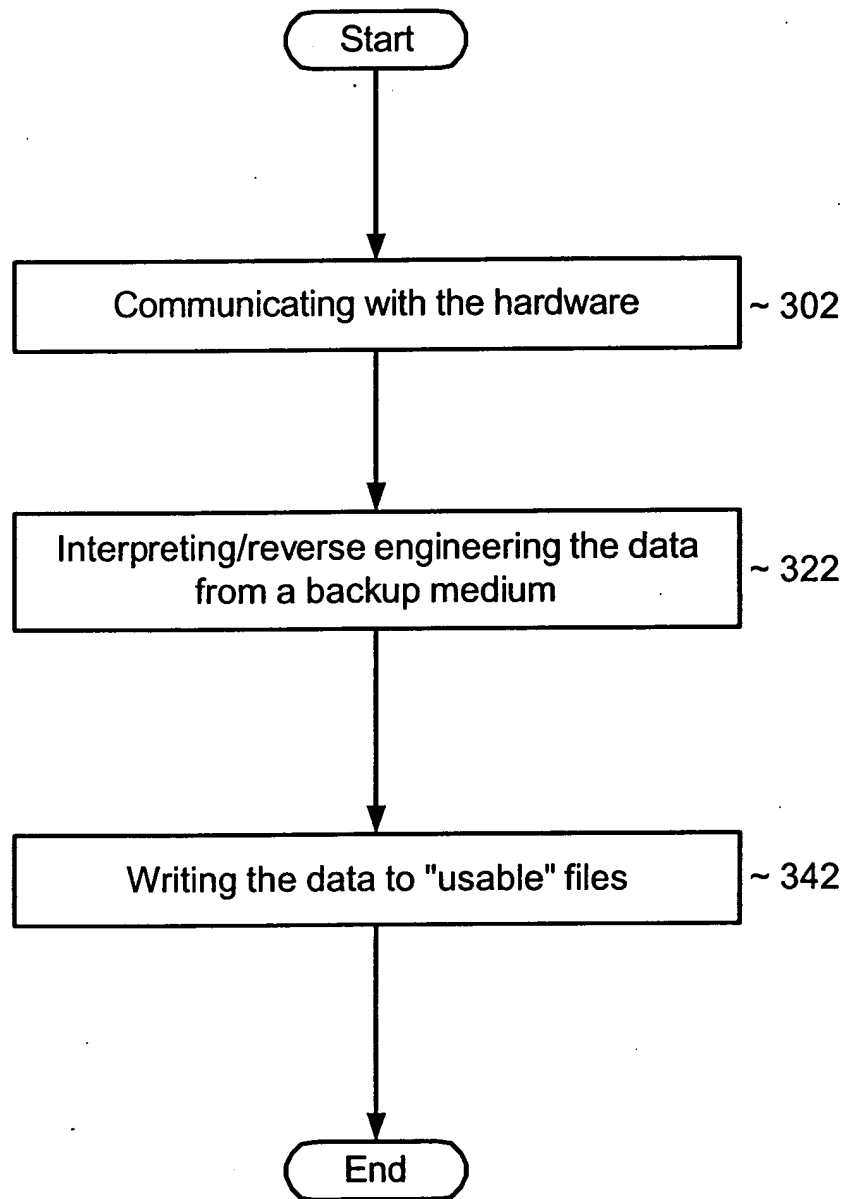 Start
Communicating with the hardware
~ 302
Interpreting/reverse engineering the data
from a backup medium
~ 322
Writing the data to "usable" files
~ 342
End